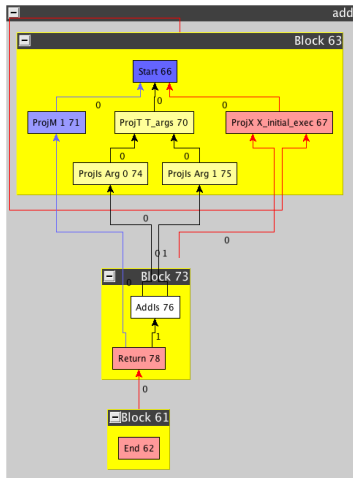 add
Block 63
Start 66
0
0
0
ProjM 1 71
ProjT T_args 70
ProjX X_initial_exec 67
0
0
ProjIs Arg 0 74
ProjIs Arg 1 75
0
0 1
0
Block 73
0
AddIs 76
1
Return 78
0
Block 61
End 62